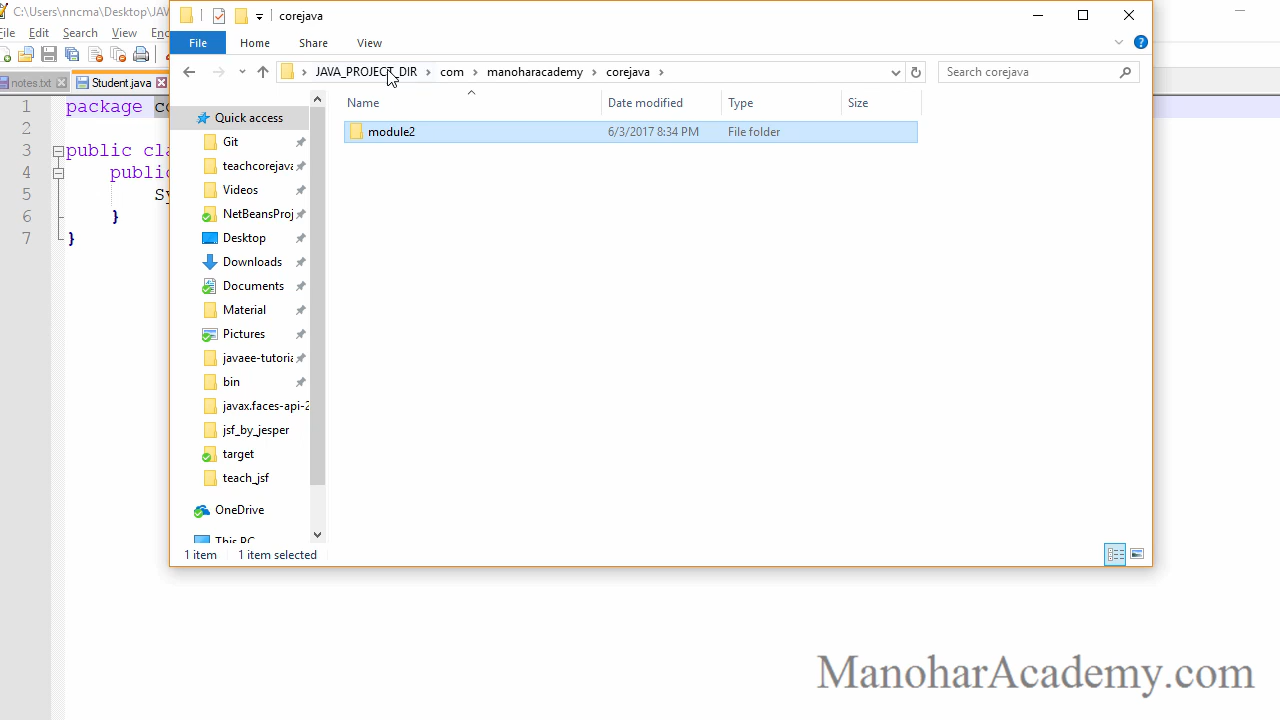 C:\Users\nncma\Desktop\JAV
File Edit Search View Enc
notes.txt Student.java
1 package co
2
3 public cla
4 public
5 Sy
6 }
7 }
corejava
File Home Share View
JAVA_PROJECT_DIR com manoharacademy corejava
Search corejava
Name Date modified Type Size
module2 6/3/2017 8:34 PM File folder
Quick access
Git
teachcorejava
Videos
NetBeansProj
Desktop
Downloads
Documents
Material
Pictures
javaee-tutoria
bin
javax.faces-api-2
jsf_by_jesper
target
teach_jsf
OneDrive
This PC
1 item 1 item selected
ManoharAcademy.com